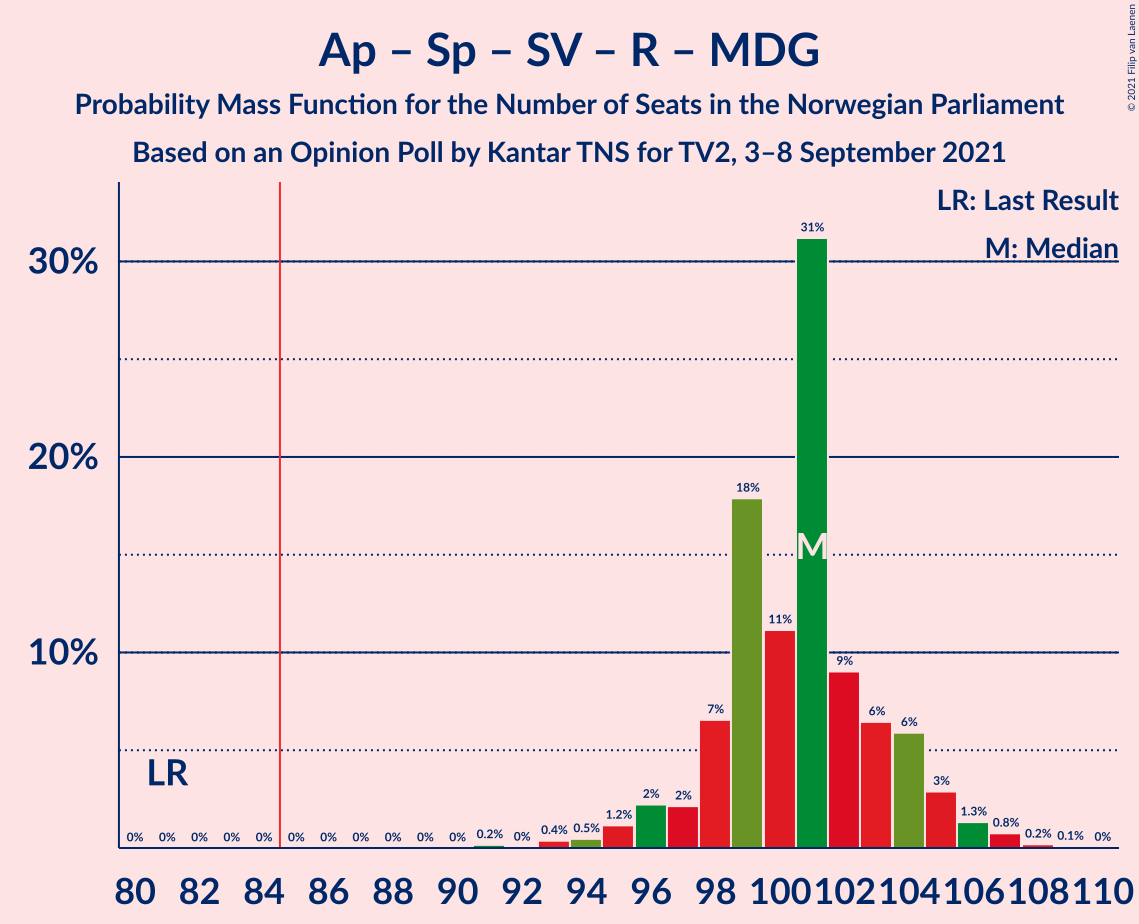 Ap – Sp – SV – R – MDG
Probability Mass Function for the Number of Seats in the Norwegian Parliament
Based on an Opinion Poll by Kantar TNS for TV2, 3–8 September 2021
© 2021 Filip van Laenen
LR: Last Result
M: Median
30%
20%
10%
LR
M
0% 0% 0% 0% 0% 0% 0% 0% 0% 0% 0% 0.2% 0% 0.4% 0.5% 1.2% 2% 2% 7% 18% 11% 31% 9% 6% 6% 3% 1.3% 0.8% 0.2% 0.1% 0%
80 82 84 86 88 90 92 94 96 98 100 102 104 106 108 110